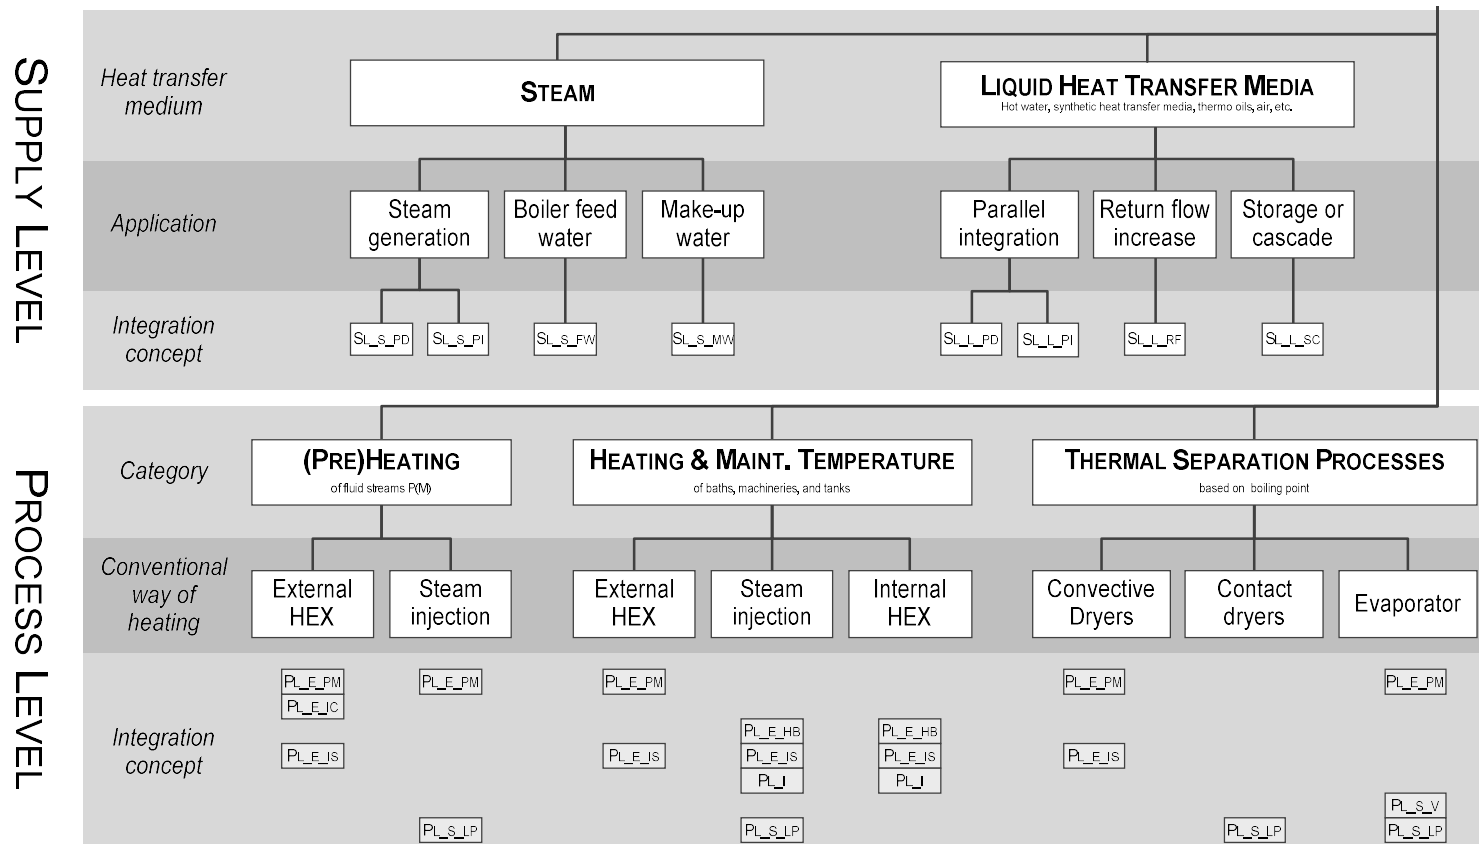 SUPPLY LEVEL
Heat transfer
medium
STEAM
LIQUID HEAT TRANSFER MEDIA
Hot water, synthetic heat transfer media, thermo oils, air, etc.
Application
Steam
generation
Boiler feed
water
Make-up
water
Parallel
integration
Return flow
increase
Storage or
cascade
Integration
concept
SL_S_PD
SL_S_PI
SL_S_FW
SL_S_MW
SL_L_PD
SL_L_PI
SL_L_RF
SL_L_SC
PROCESS LEVEL
Category
(PRE)HEATING
of fluid streams P(M)
HEATING & MAINT. TEMPERATURE
of baths, machineries, and tanks
THERMAL SEPARATION PROCESSES
based on boiling point
Conventional
way of
heating
External
HEX
Steam
injection
External
HEX
Steam
injection
Internal
HEX
Convective
Dryers
Contact
dryers
Evaporator
Integration
concept
PL_E_PM
PL_E_PM
PL_E_PM
PL_E_PM
PL_E_PM
PL_E_IC
PL_E_HB
PL_E_HB
PL_E_IS
PL_E_IS
PL_E_IS
PL_E_IS
PL_E_IS
PL_I
PL_I
PL_S_V
PL_S_LP
PL_S_LP
PL_S_LP
PL_S_LP